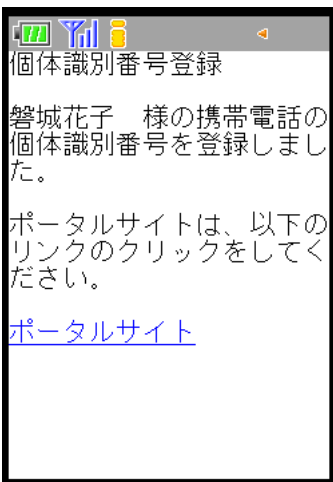 個体識別番号登録
磐城花子　様の携帯電話の
個体識別番号を登録しまし
た。
ポータルサイトは、以下の
リンクのクリックをしてく
ださい。
ポータルサイト